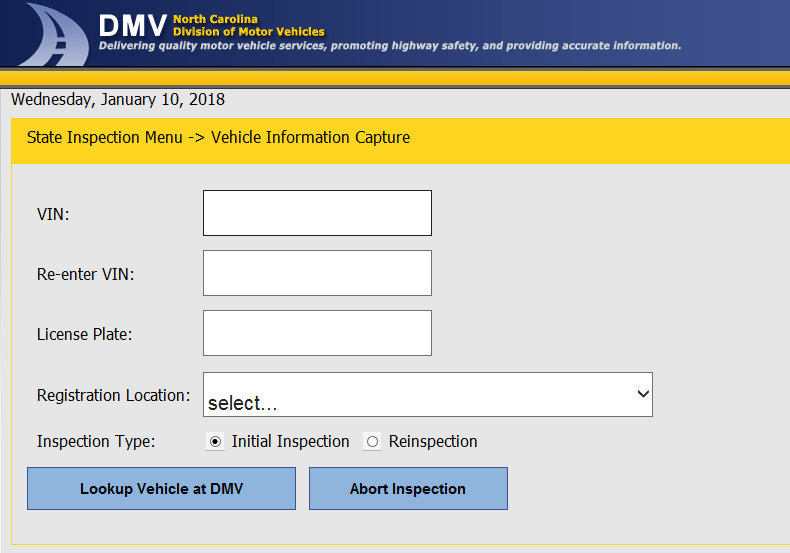 DMV North Carolina
Division of Motor Vehicles
Delivering quality motor vehicle services, promoting highway safety, and providing accurate information.
Wednesday, January 10, 2018
State Inspection Menu -> Vehicle Information Capture
VIN:
Re-enter VIN:
License Plate:
Registration Location: select...
Inspection Type: Initial Inspection Reinspection
Lookup Vehicle at DMV Abort Inspection